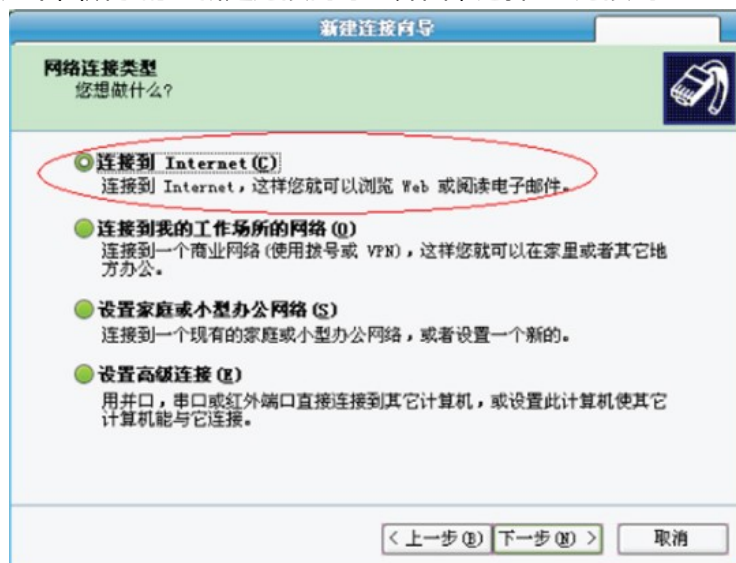 新建连接向导
网络连接类型
您想做什么?
连接到 Internet(C)
连接到 Internet,这样您就可以浏览 Web 或阅读电子邮件。
连接到我的工作场所的网络(O)
连接到一个商业网络(使用拨号或 VPN),这样您就可以在家里或者其它地
方办公。
设置家庭或小型办公网络(S)
连接到一个现有的家庭或小型办公网络,或者设置一个新的。
设置高级连接(E)
用并口,串口或红外端口直接连接到其它计算机,或设置此计算机使其它
计算机能与它连接。
<上一步(B) 下一步(N)> 取消